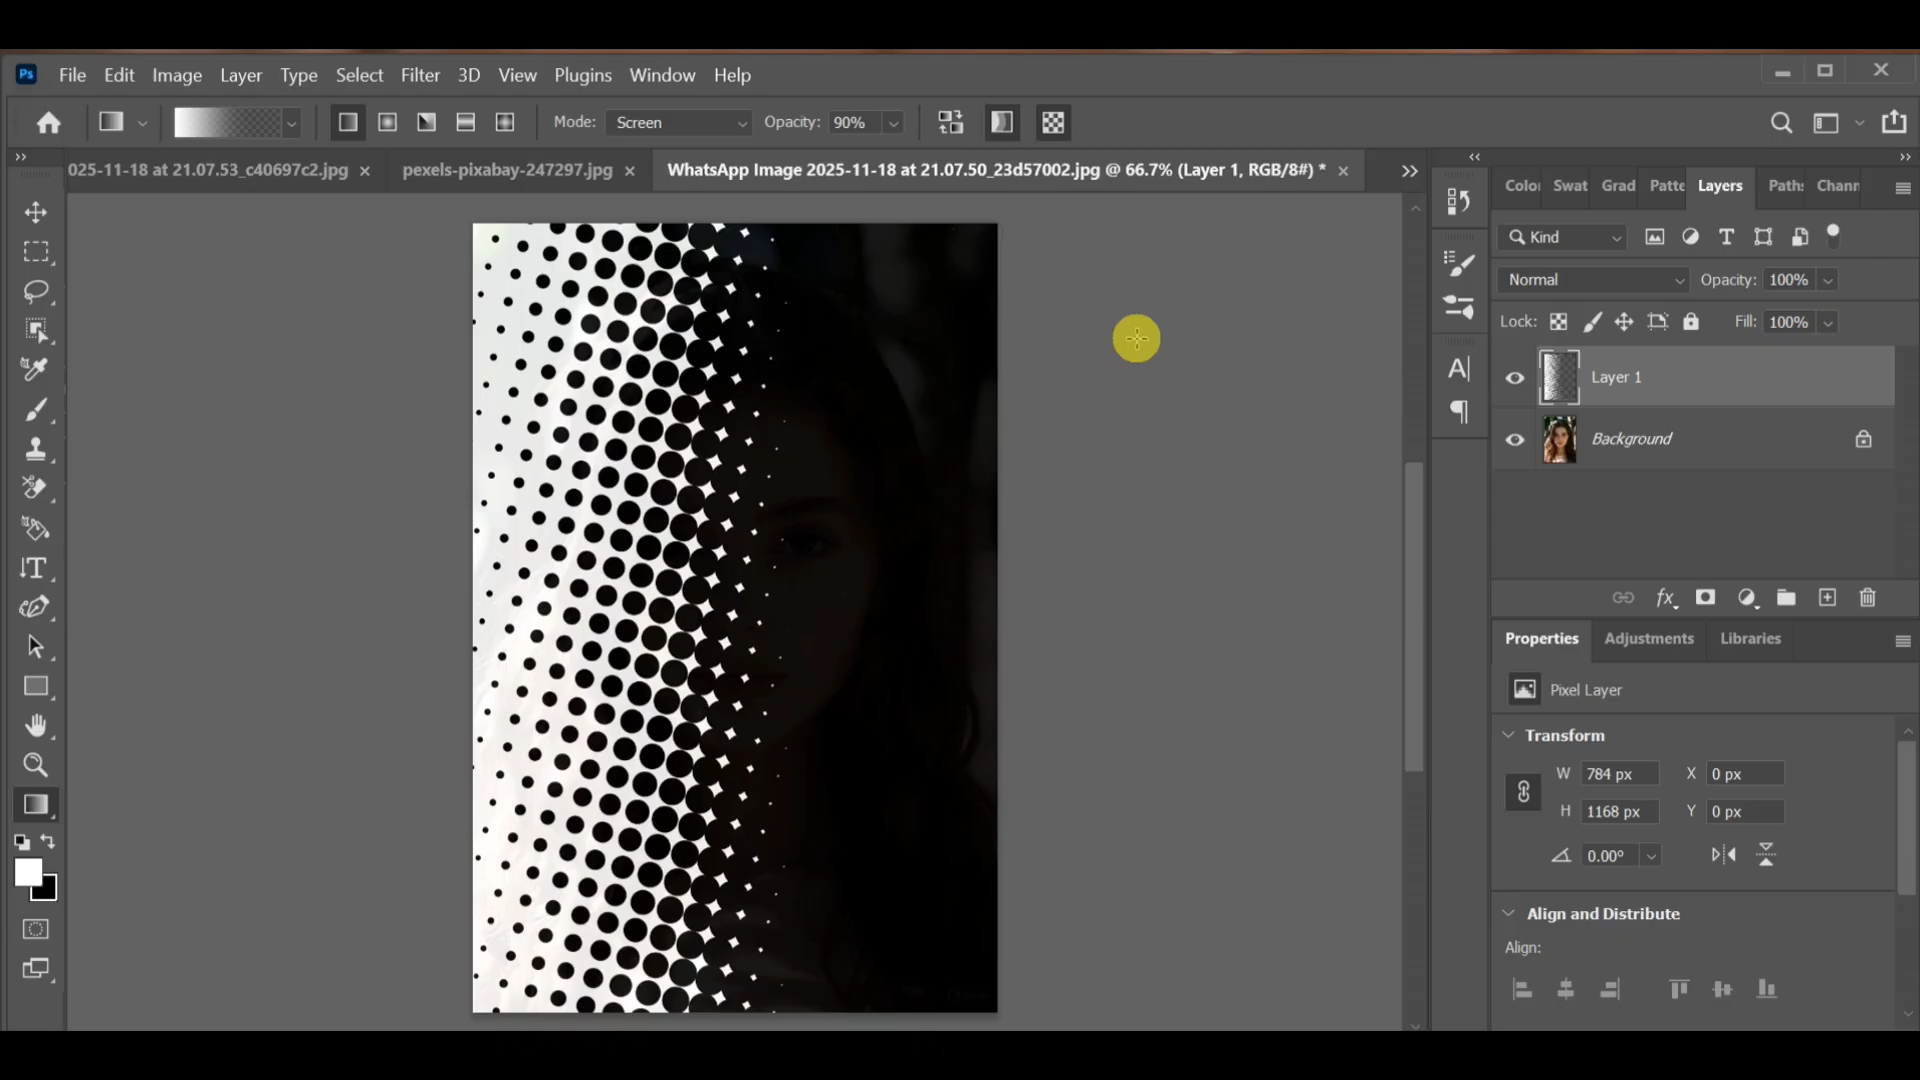 Ps File Edit Image Layer Type Select Filter 3D View Plugins Window Help
Mode: Screen Opacity: 90%
025-11-18 at 21.07.53_c40697c2.jpg × pexels-pixabay-247297.jpg × WhatsApp Image 2025-11-18 at 21.07.50_23d57002.jpg @ 66.7% (Layer 1, RGB/8#) * ×
Colo Swat Grad Patte Layers Paths Chann
Kind
Normal Opacity: 100%
Lock: Fill: 100%
Layer 1
Background
Properties Adjustments Libraries
Pixel Layer
Transform
W 784 px X 0 px
H 1168 px Y 0 px
0.00°
Align and Distribute
Align: